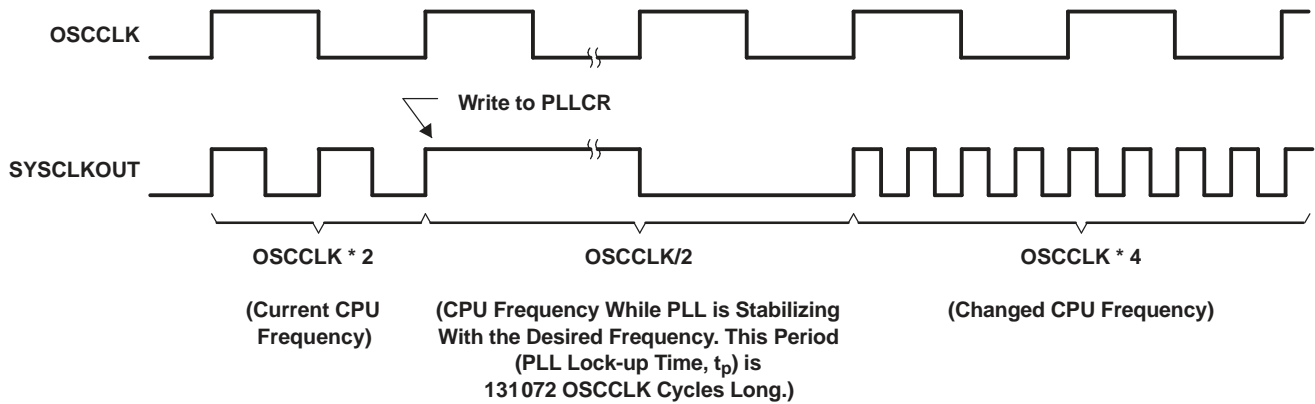 OSCCLK
Write to PLLCR
SYSCLKOUT
OSCCLK * 2
(Current CPU
Frequency)
OSCCLK/2
(CPU Frequency While PLL is Stabilizing
With the Desired Frequency. This Period
(PLL Lock-up Time, tp) is
131072 OSCCLK Cycles Long.)
OSCCLK * 4
(Changed CPU Frequency)